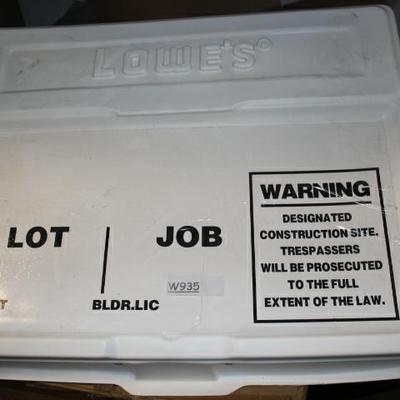 LOWE'S
LOT
JOB
W935
BLDR.LIC
WARNING
DESIGNATED
CONSTRUCTION SITE.
TRESPASSERS
WILL BE PROSECUTED
TO THE FULL
EXTENT OF THE LAW.